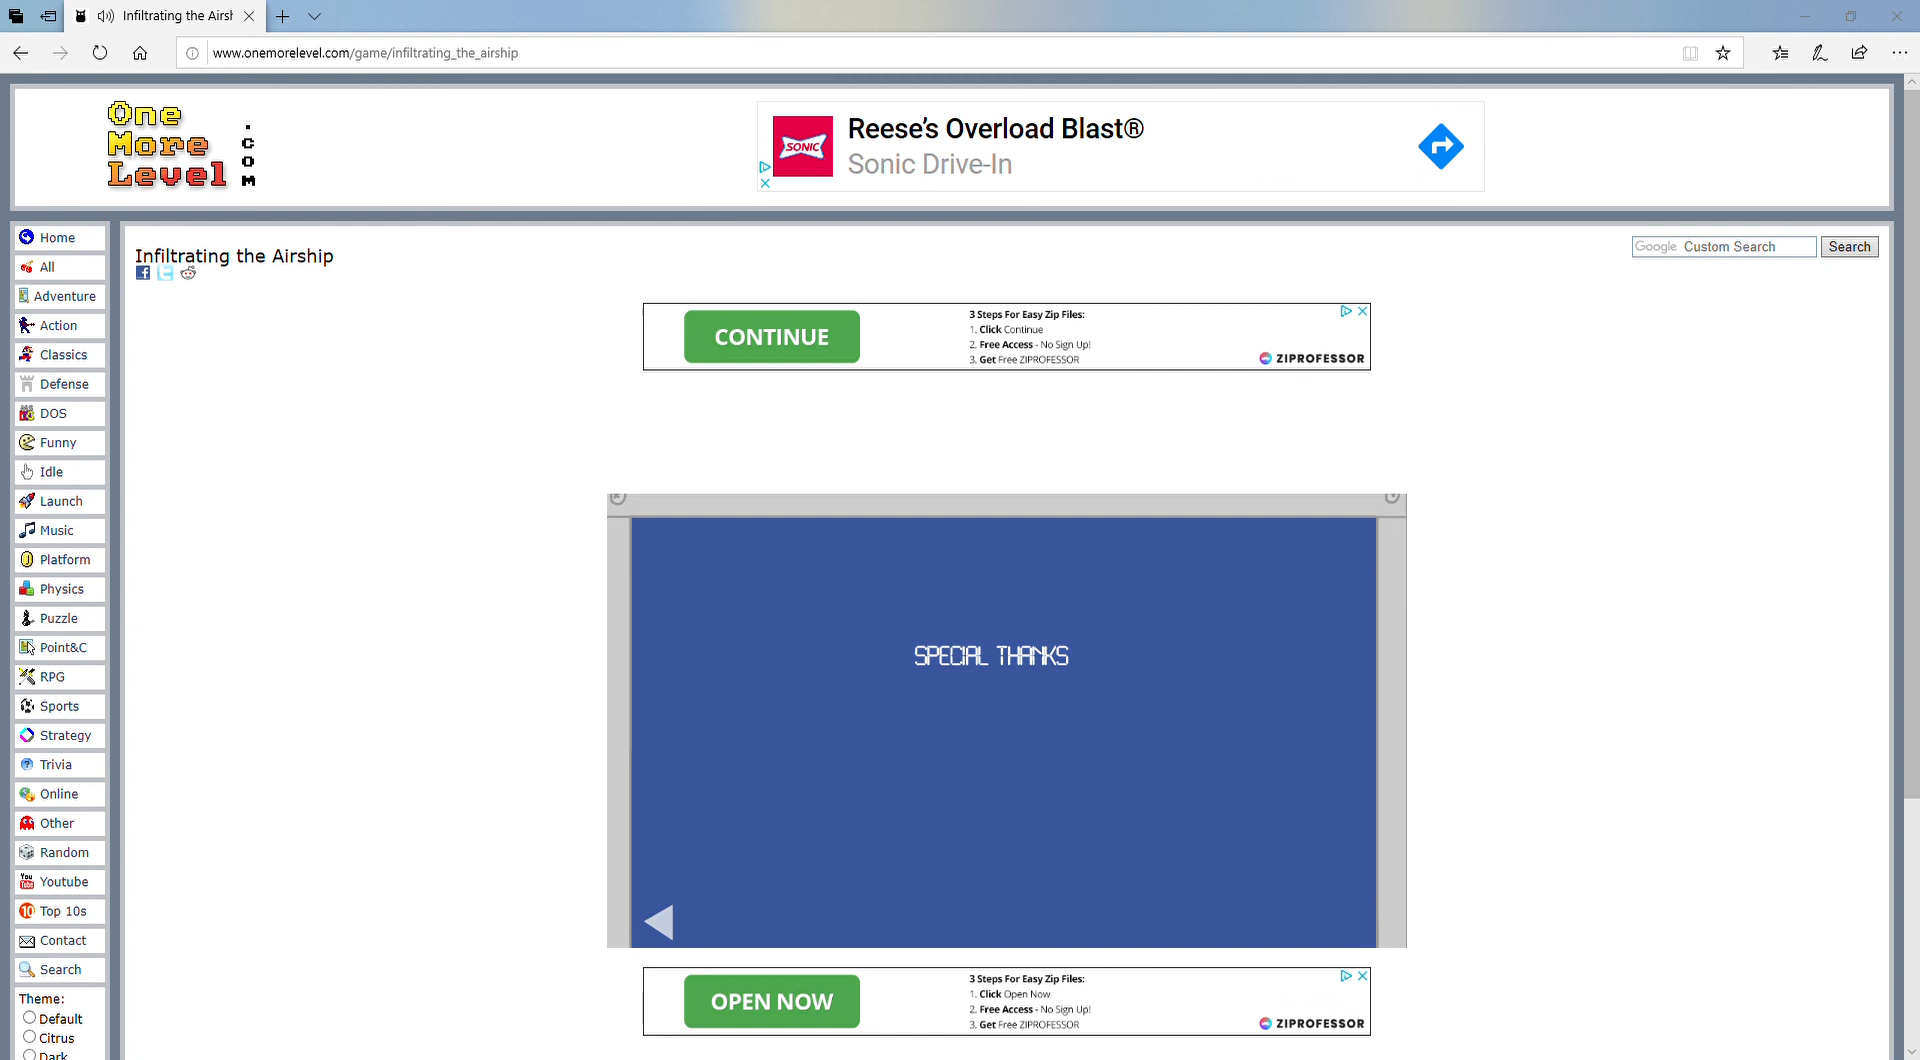 Infiltrating the Airsh
www.onemorelevel.com/game/infiltrating_the_airship
One
More
Level
.com
SONIC
Reese's Overload Blast®
Sonic Drive-In
Home
All
Adventure
Action
Classics
Defense
DOS
Funny
Idle
Launch
Music
Platform
Physics
Puzzle
Point&C
RPG
Sports
Strategy
Trivia
Online
Other
Random
Youtube
Top 10s
Contact
Search
Theme:
Default
Citrus
Dark
Infiltrating the Airship
Google Custom Search
Search
CONTINUE
3 Steps For Easy Zip Files:
1. Click Continue
2. Free Access - No Sign Up!
3. Get Free ZIPROFESSOR
ZIPROFESSOR
SPECIAL THANKS
OPEN NOW
3 Steps For Easy Zip Files:
1. Click Open Now
2. Free Access - No Sign Up!
3. Get Free ZIPROFESSOR
ZIPROFESSOR